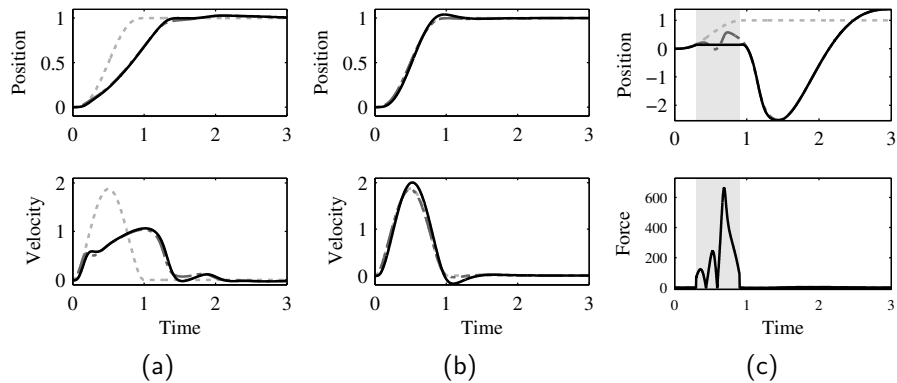 1
0.5
0
Position
0 1 2 3
2
1
0
Velocity
0 1 2 3
Time
(a)
1
0.5
0
Position
0 1 2 3
2
1
0
Velocity
0 1 2 3
Time
(b)
1
0
−1
−2
Position
0 1 2 3
600
400
200
0
Force
0 1 2 3
Time
(c)